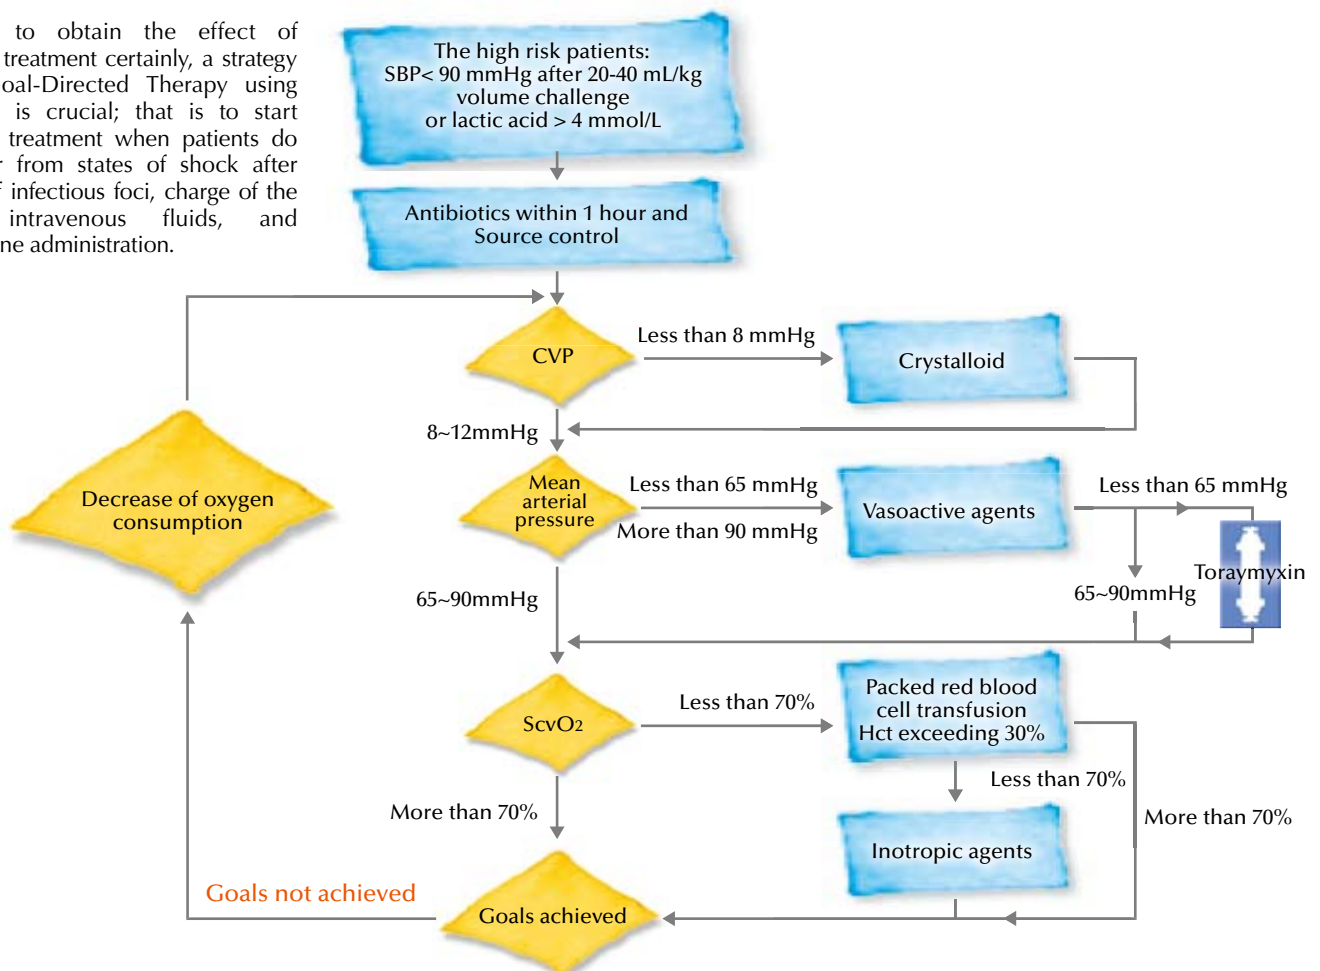 to obtain the effect of
treatment certainly, a strategy
oal-Directed Therapy using
is crucial; that is to start
treatment when patients do
r from states of shock after
f infectious foci, charge of the
intravenous fluids, and
ne administration.
The high risk patients:
SBP< 90 mmHg after 20-40 mL/kg
volume challenge
or lactic acid > 4 mmol/L
Antibiotics within 1 hour and
Source control
CVP
Less than 8 mmHg
Crystalloid
8~12mmHg
Decrease of oxygen
consumption
Mean
arterial
pressure
Less than 65 mmHg
More than 90 mmHg
Vasoactive agents
Less than 65 mmHg
Toraymyxin
65~90mmHg
65~90mmHg
ScvO2
Less than 70%
Packed red blood
cell transfusion
Hct exceeding 30%
Less than 70%
More than 70%
More than 70%
Inotropic agents
Goals not achieved
Goals achieved